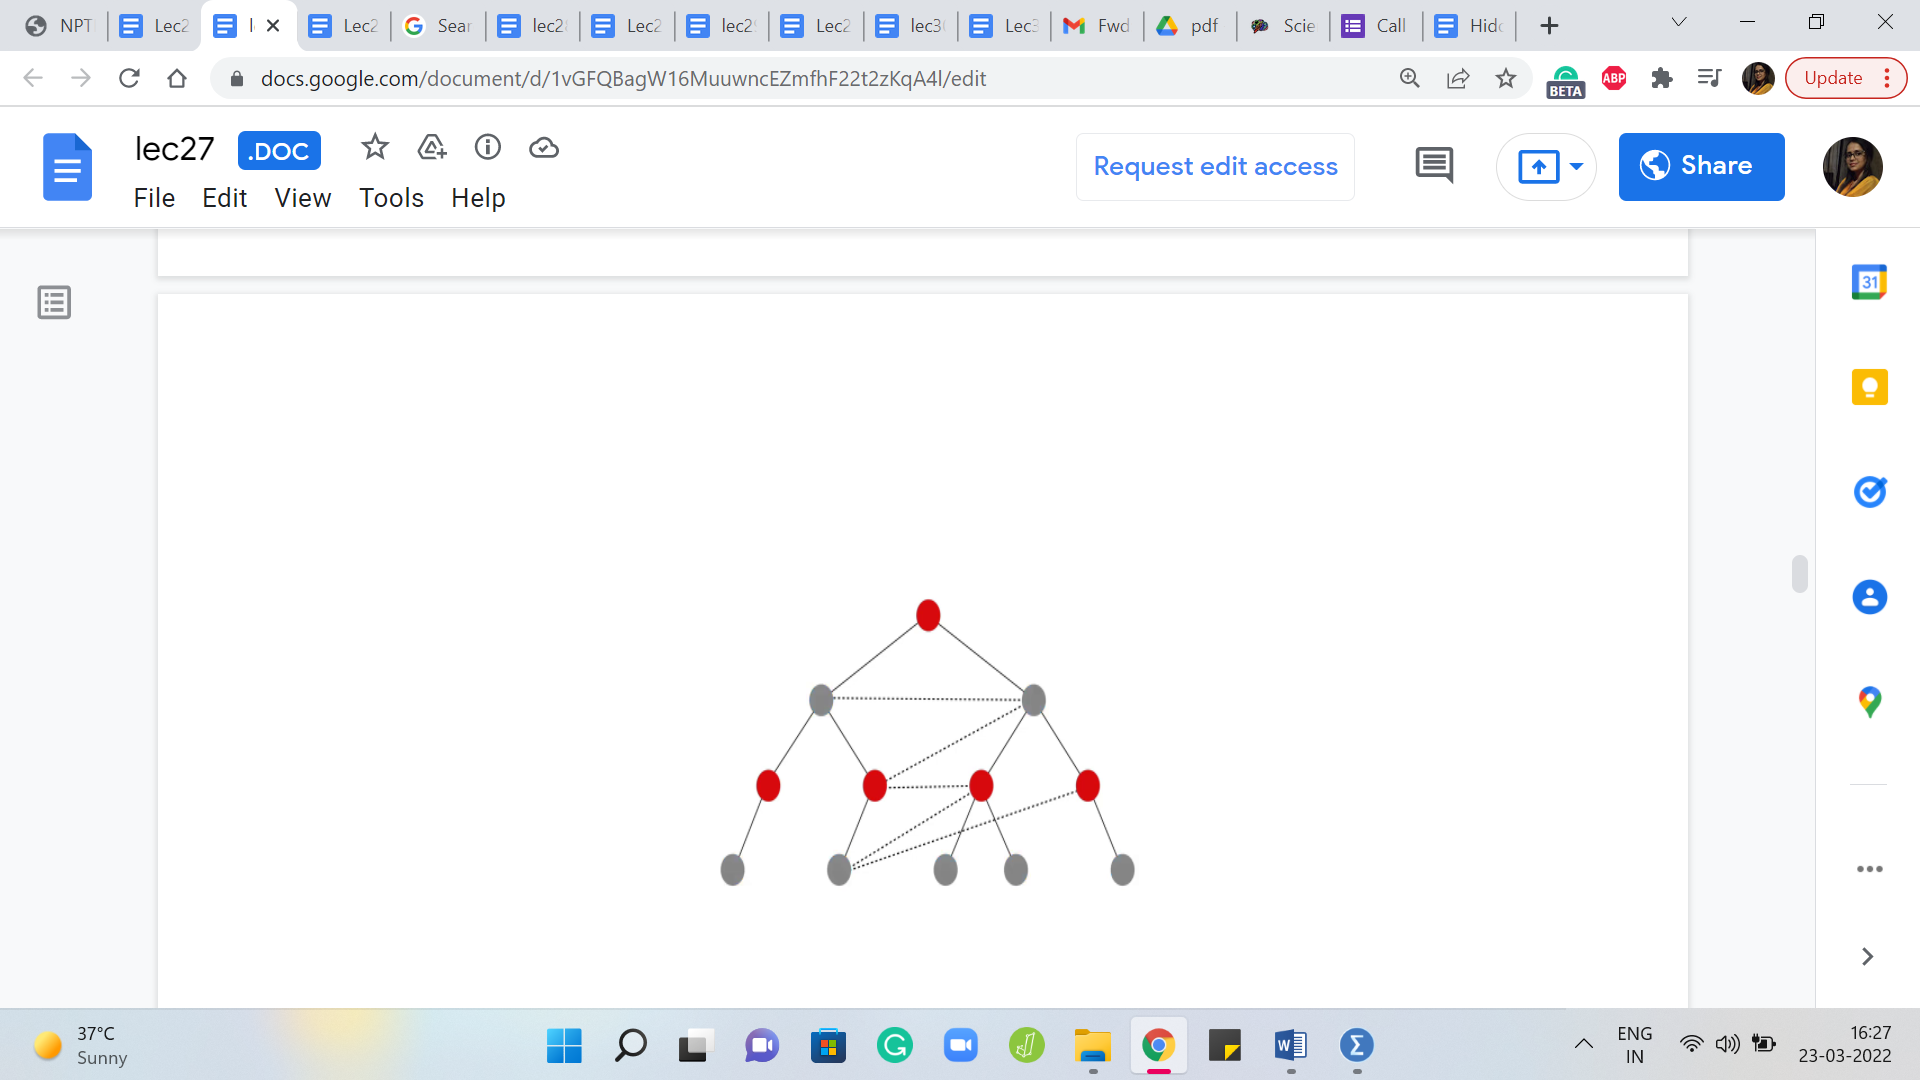 NPT Lec2 l Lec2 Sear lec2 Lec2 lec2 Lec2 lec3 Lec3 Fwd pdf Scie Call Hidd
docs.google.com/document/d/1vGFQBagW16MuuwncEZmfhF22t2zKqA4l/edit
ABP
Update
BETA
lec27 .DOC
Request edit access
Share
File Edit View Tools Help
31
37°C
Sunny
ENG
IN
16:27
23-03-2022